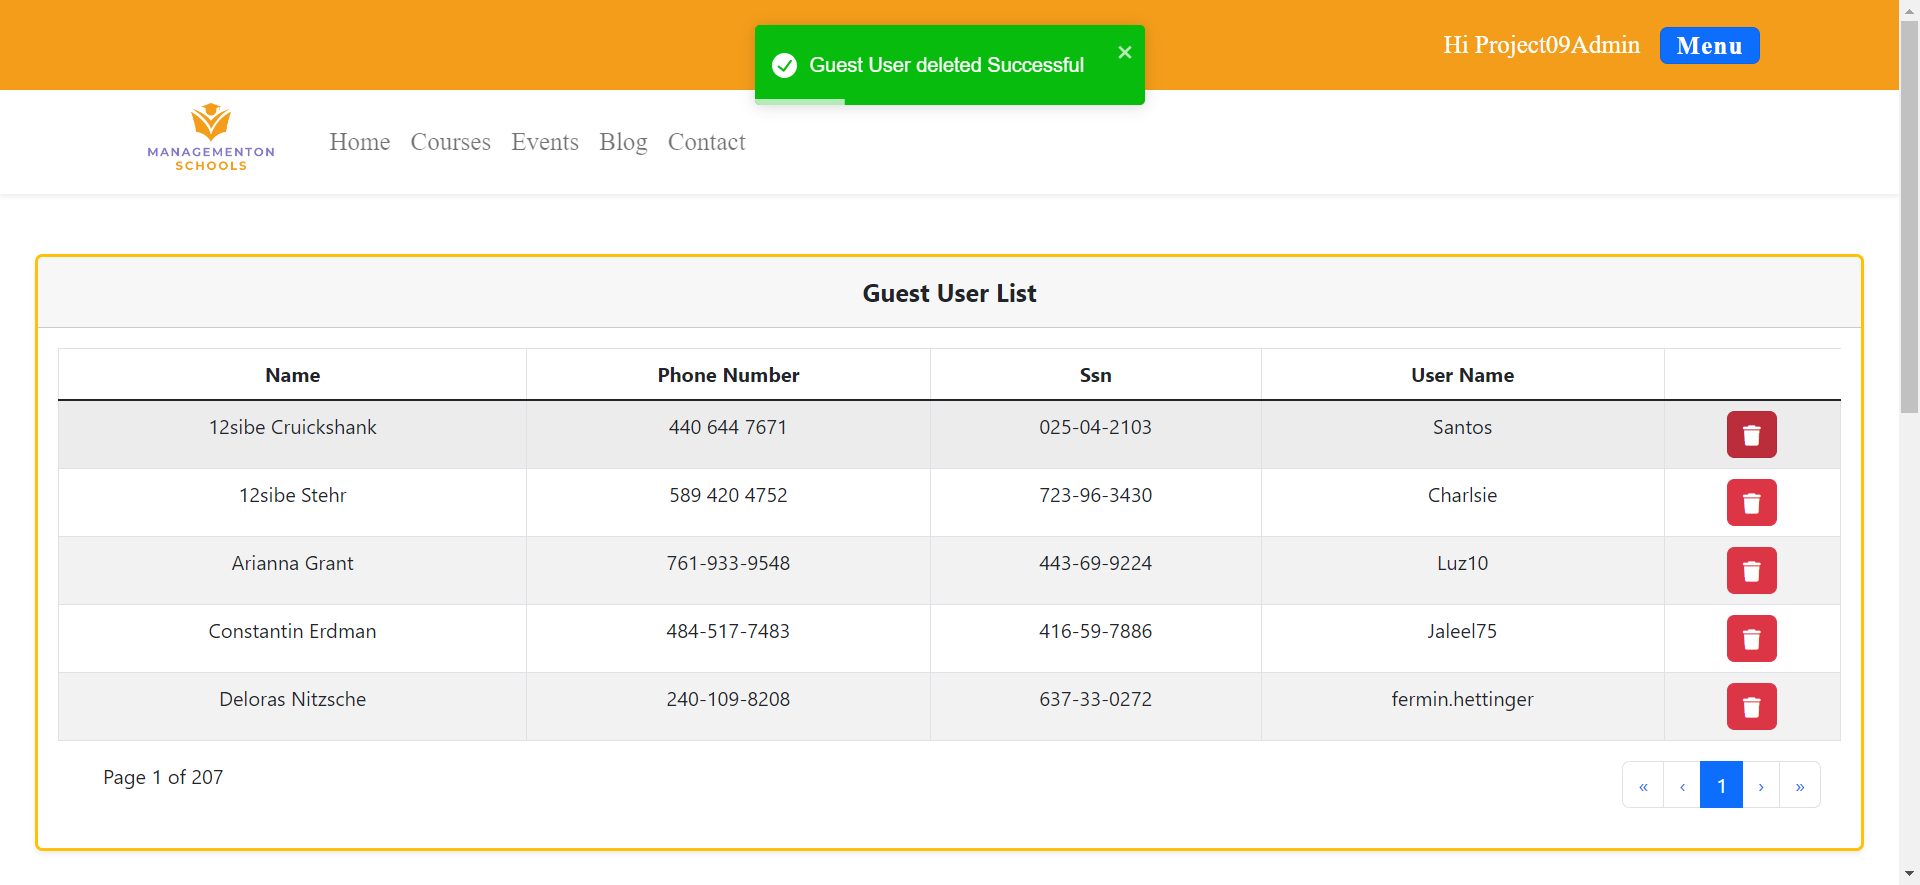 Guest User deleted Successful
Hi Project09Admin
Menu
MANAGEMENTON
SCHOOLS
Home Courses Events Blog Contact
Guest User List
Name Phone Number Ssn User Name
12sibe Cruickshank 440 644 7671 025-04-2103 Santos
12sibe Stehr 589 420 4752 723-96-3430 Charlsie
Arianna Grant 761-933-9548 443-69-9224 Luz10
Constantin Erdman 484-517-7483 416-59-7886 Jaleel75
Deloras Nitzsche 240-109-8208 637-33-0272 fermin.hettinger
Page 1 of 207
« ‹ 1 › »